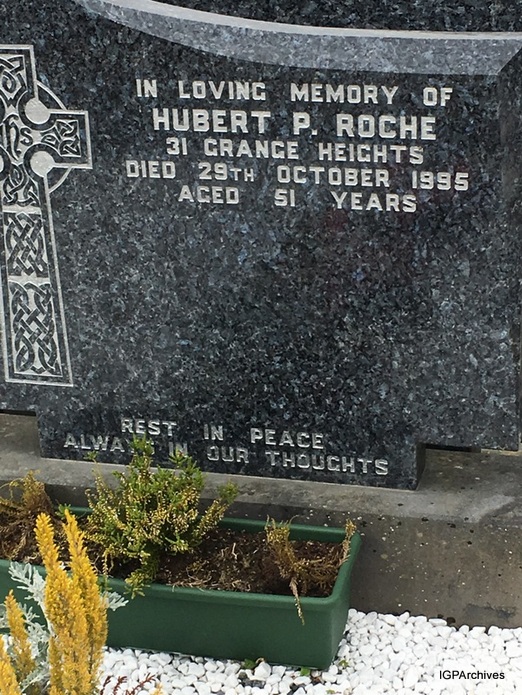 IN LOVING MEMORY OF
HUBERT P. ROCHE
31 GRANGE HEIGHTS
DIED 29TH OCTOBER 1995
AGED 51 YEARS
REST IN PEACE
ALWAYS IN OUR THOUGHTS
IGPArchives